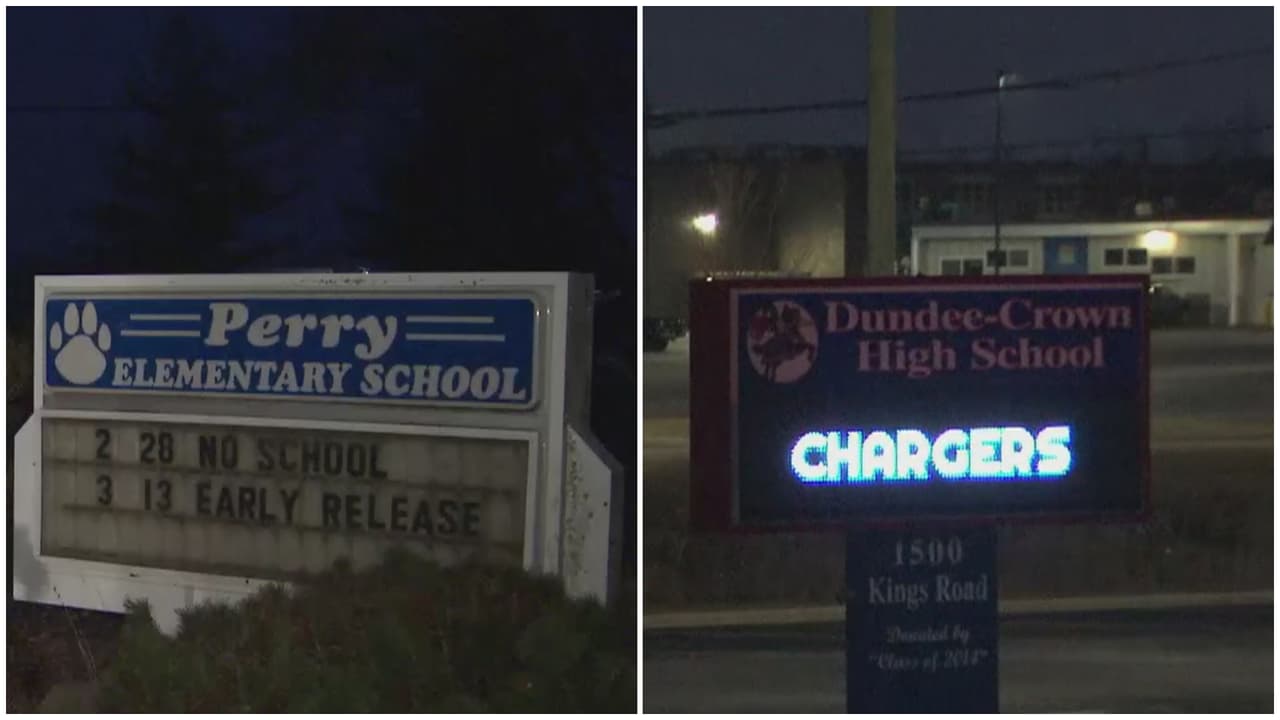 Perry
ELEMENTARY SCHOOL
2 28 NO SCHOOL
3 13 EARLY RELEASE
Dundee-Crown
High School
CHARGERS
1500
Kings Road
Donated by
"Class of 2014"